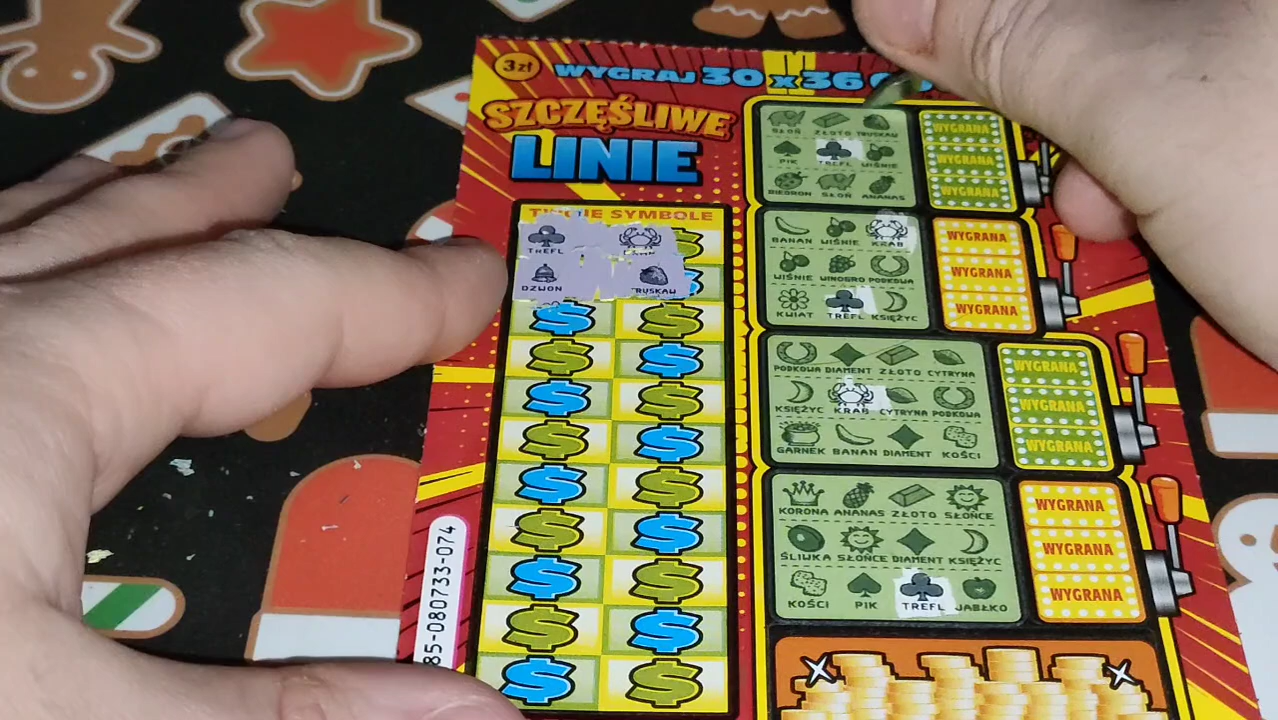 3zł
WYGRAJ 30 x 36 0
SZCZĘŚLIWE
LINIE
TWOJE SYMBOLE
TREFL
DZWON TRUSKAW
SŁOŃ ZŁOTO TRUSKAW
PIK TREFL WIŚNIE
BIEDRON SŁOŃ ANANAS
WYGRANA
WYGRANA
WYGRANA
BANAN WIŚNIE KRAB
WIŚNIE WINOGRO PODKOWA
KWIAT TREFL KSIĘŻYC
WYGRANA
WYGRANA
WYGRANA
PODKOWA DIAMENT ZŁOTO CYTRYNA
KSIĘŻYC KRAB CYTRYNA PODKOWA
GARNEK BANAN DIAMENT KOŚCI
WYGRANA
WYGRANA
WYGRANA
KORONA ANANAS ZŁOTO SŁOŃCE
ŚLIWKA SŁOŃCE DIAMENT KSIĘŻYC
KOŚCI PIK TREFL JABŁKO
WYGRANA
WYGRANA
WYGRANA
85-080733-074